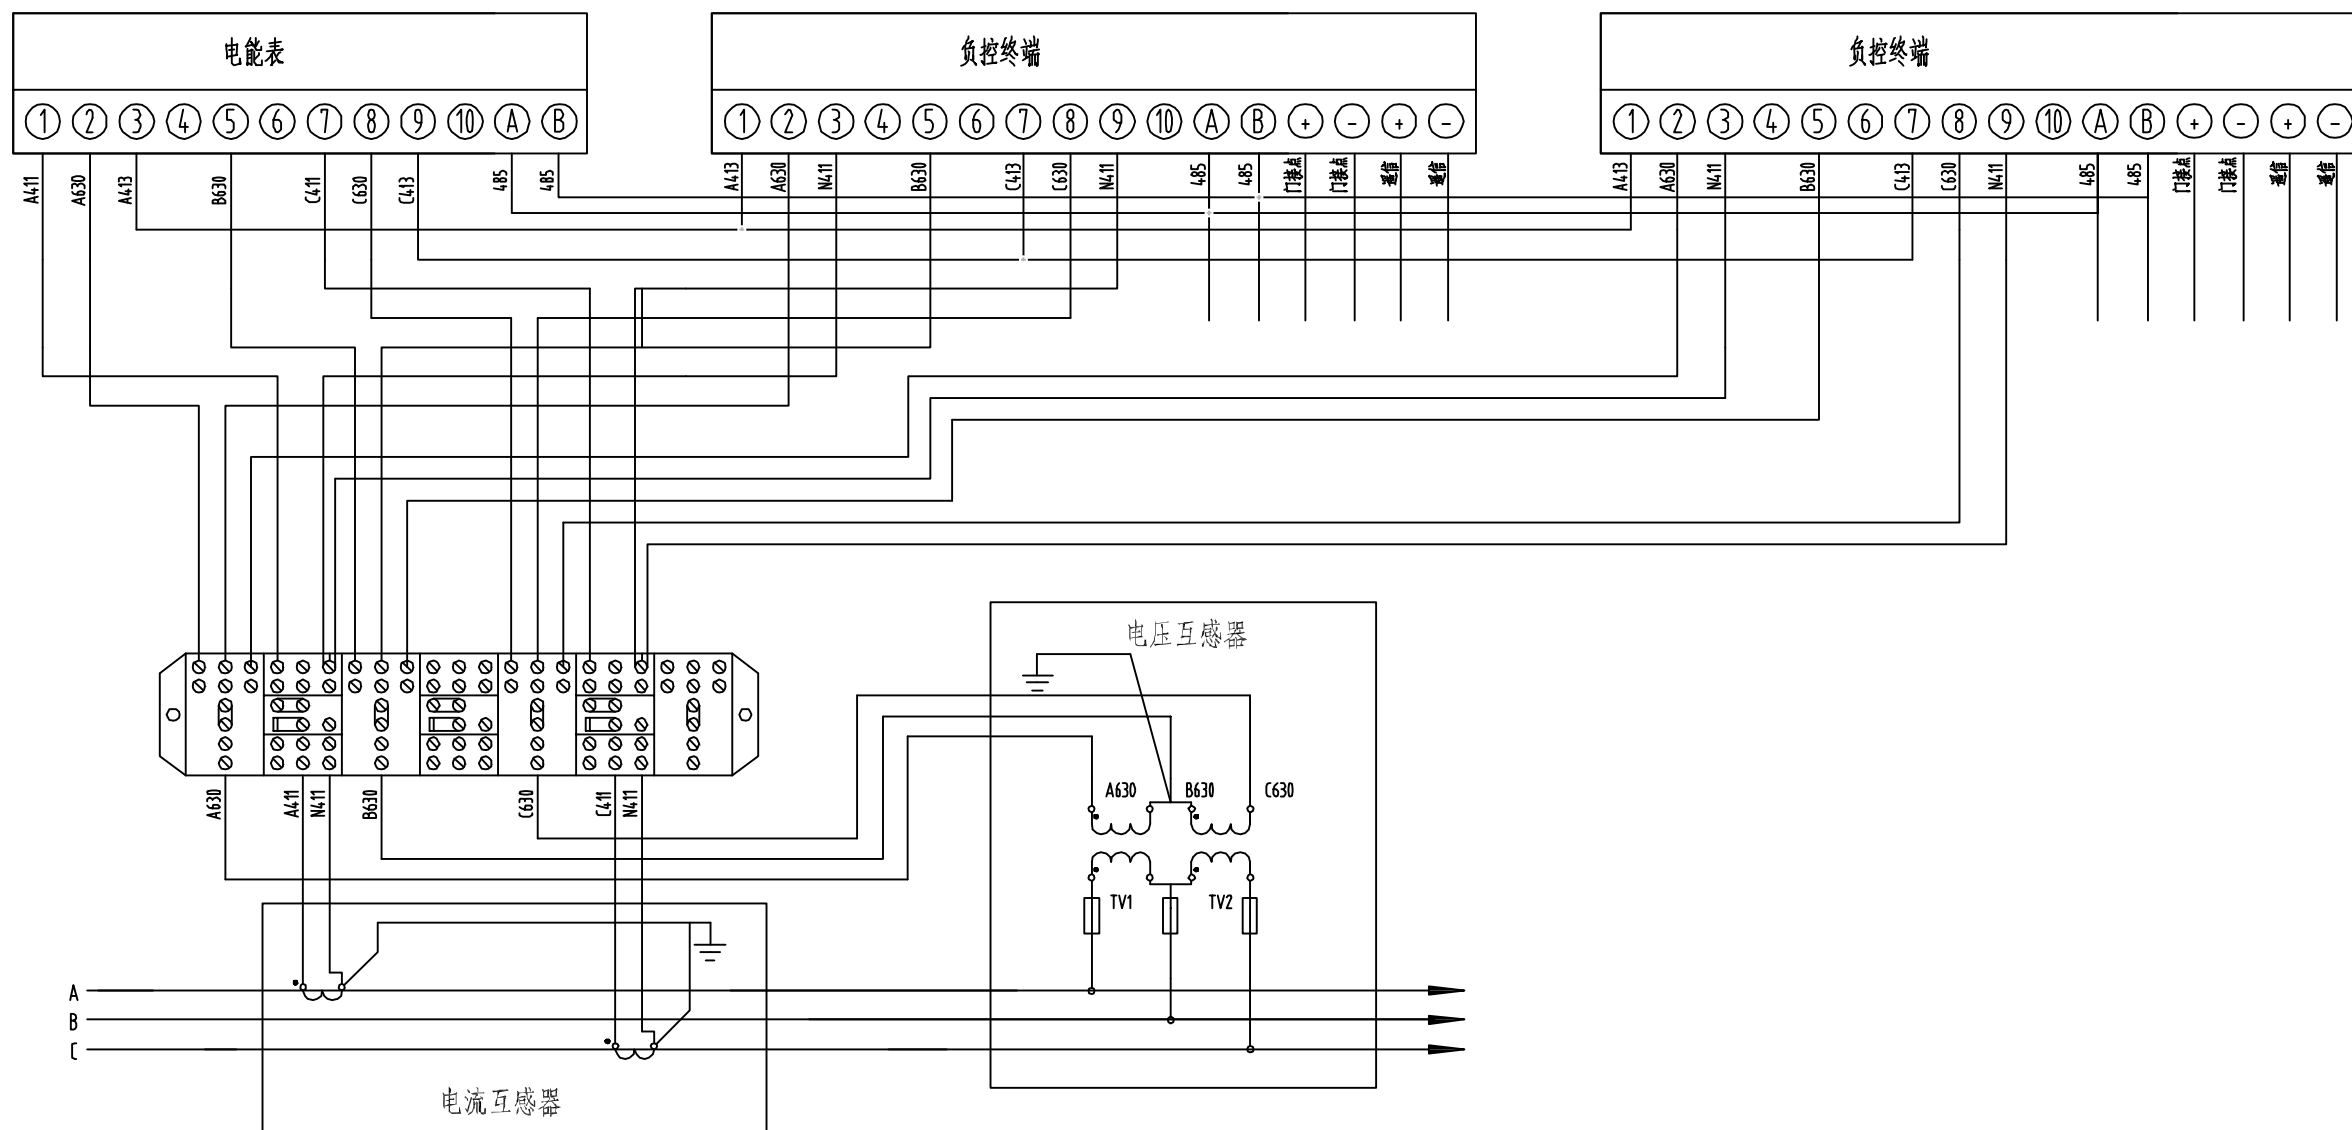 电能表 负控终端 负控终端
1 2 3 4 5 6 7 8 9 10 A B 1 2 3 4 5 6 7 8 9 10 A B + - + - 1 2 3 4 5 6 7 8 9 10 A B + - + -
A411 A630 A413 B630 C411 C630 C413 485 485 A413 A630 N411 B630 C413 C630 N411 485 485 门接点 门接点 遥信 遥信 A413 A630 N411 B630 C413 C630 N411 485 485 门接点 门接点 遥信 遥信
电压互感器
A630 A411 N411 B630 C630 C411 N411 A630 B630 C630
TV1 TV2
A
B
C
电流互感器